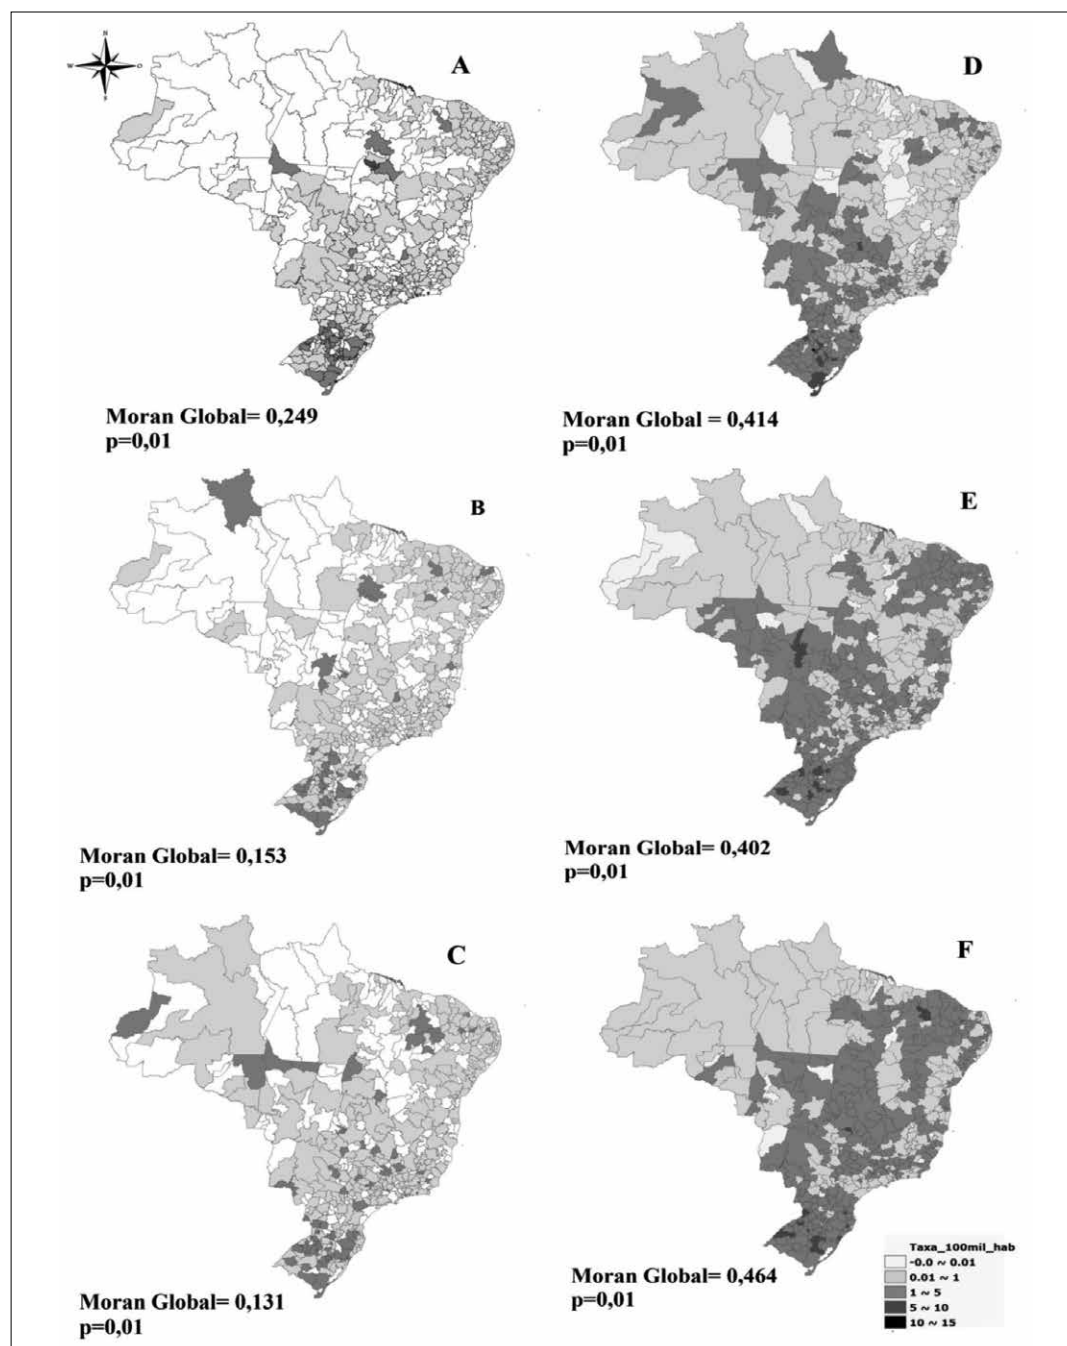 N
W
O
S
A
D
Moran Global= 0,249
p=0,01
Moran Global = 0,414
p=0,01
B
E
Moran Global= 0,153
p=0,01
Moran Global= 0,402
p=0,01
C
F
Moran Global= 0,131
p=0,01
Moran Global= 0,464
p=0,01
Taxa_100mil_hab
-0.0 ~ 0.01
0.01 ~ 1
1 ~ 5
5 ~ 10
10 ~ 15